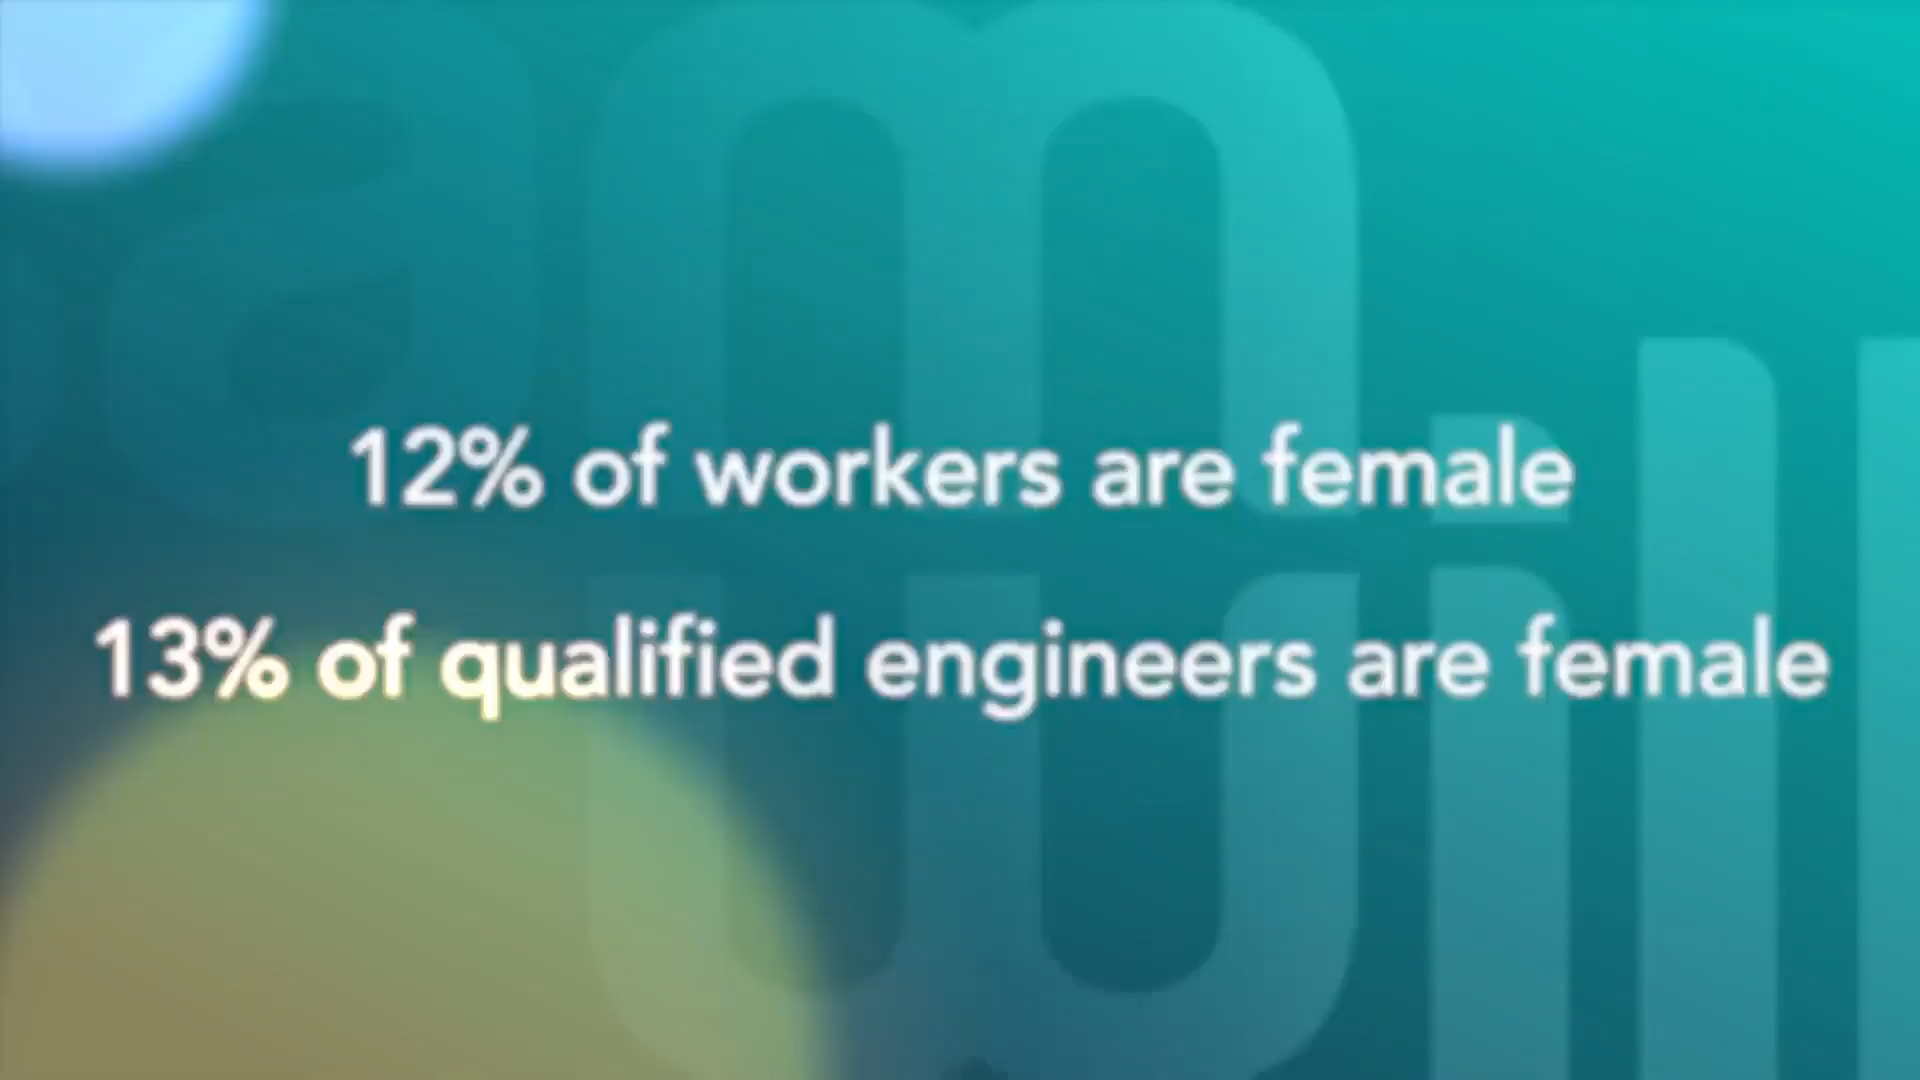 12% of workers are female
13% of qualified engineers are female